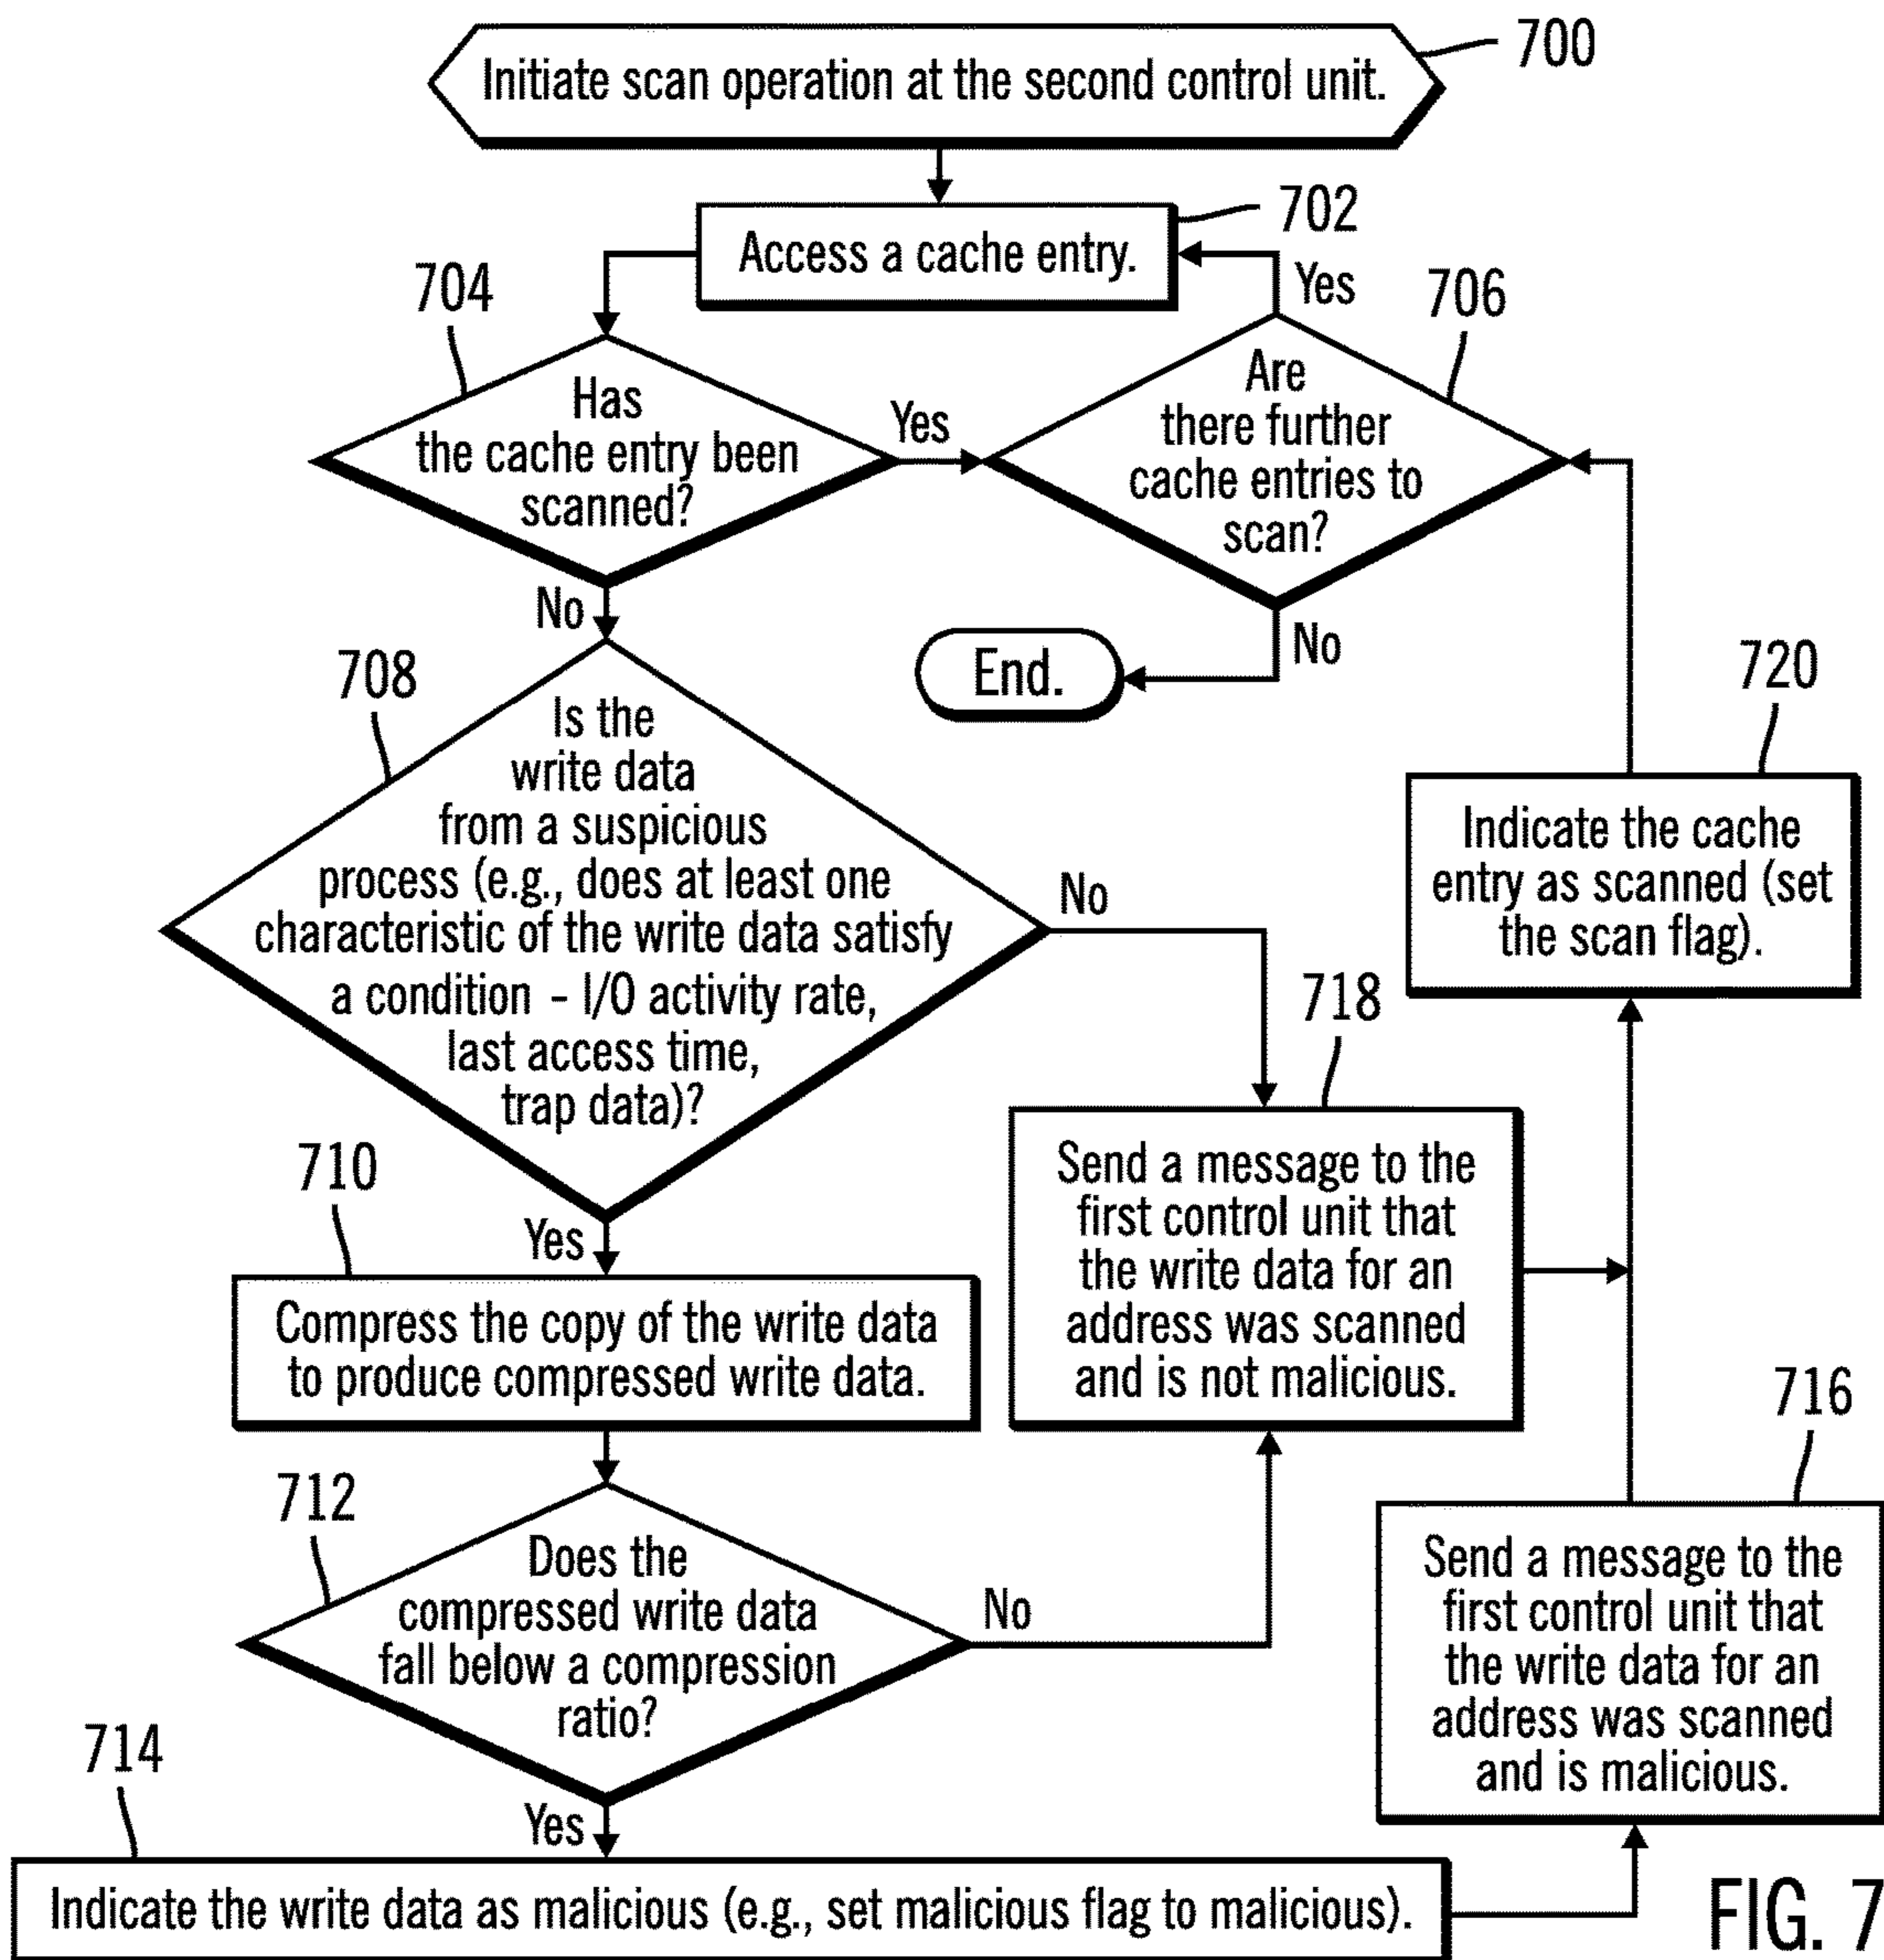 700
Initiate scan operation at the second control unit.
702
Access a cache entry.
704
Has
the cache entry been
scanned?
Yes
No
706
Are
there further
cache entries to
scan?
Yes
No
End.
708
Is the
write data
from a suspicious
process (e.g., does at least one
characteristic of the write data satisfy
a condition - I/O activity rate,
last access time,
trap data)?
No
Yes
710
Compress the copy of the write data
to produce compressed write data.
712
Does the
compressed write data
fall below a compression
ratio?
No
Yes
714
Indicate the write data as malicious (e.g., set malicious flag to malicious).
716
Send a message to the
first control unit that
the write data for an
address was scanned
and is malicious.
718
Send a message to the
first control unit that
the write data for an
address was scanned
and is not malicious.
720
Indicate the cache
entry as scanned (set
the scan flag).
FIG. 7